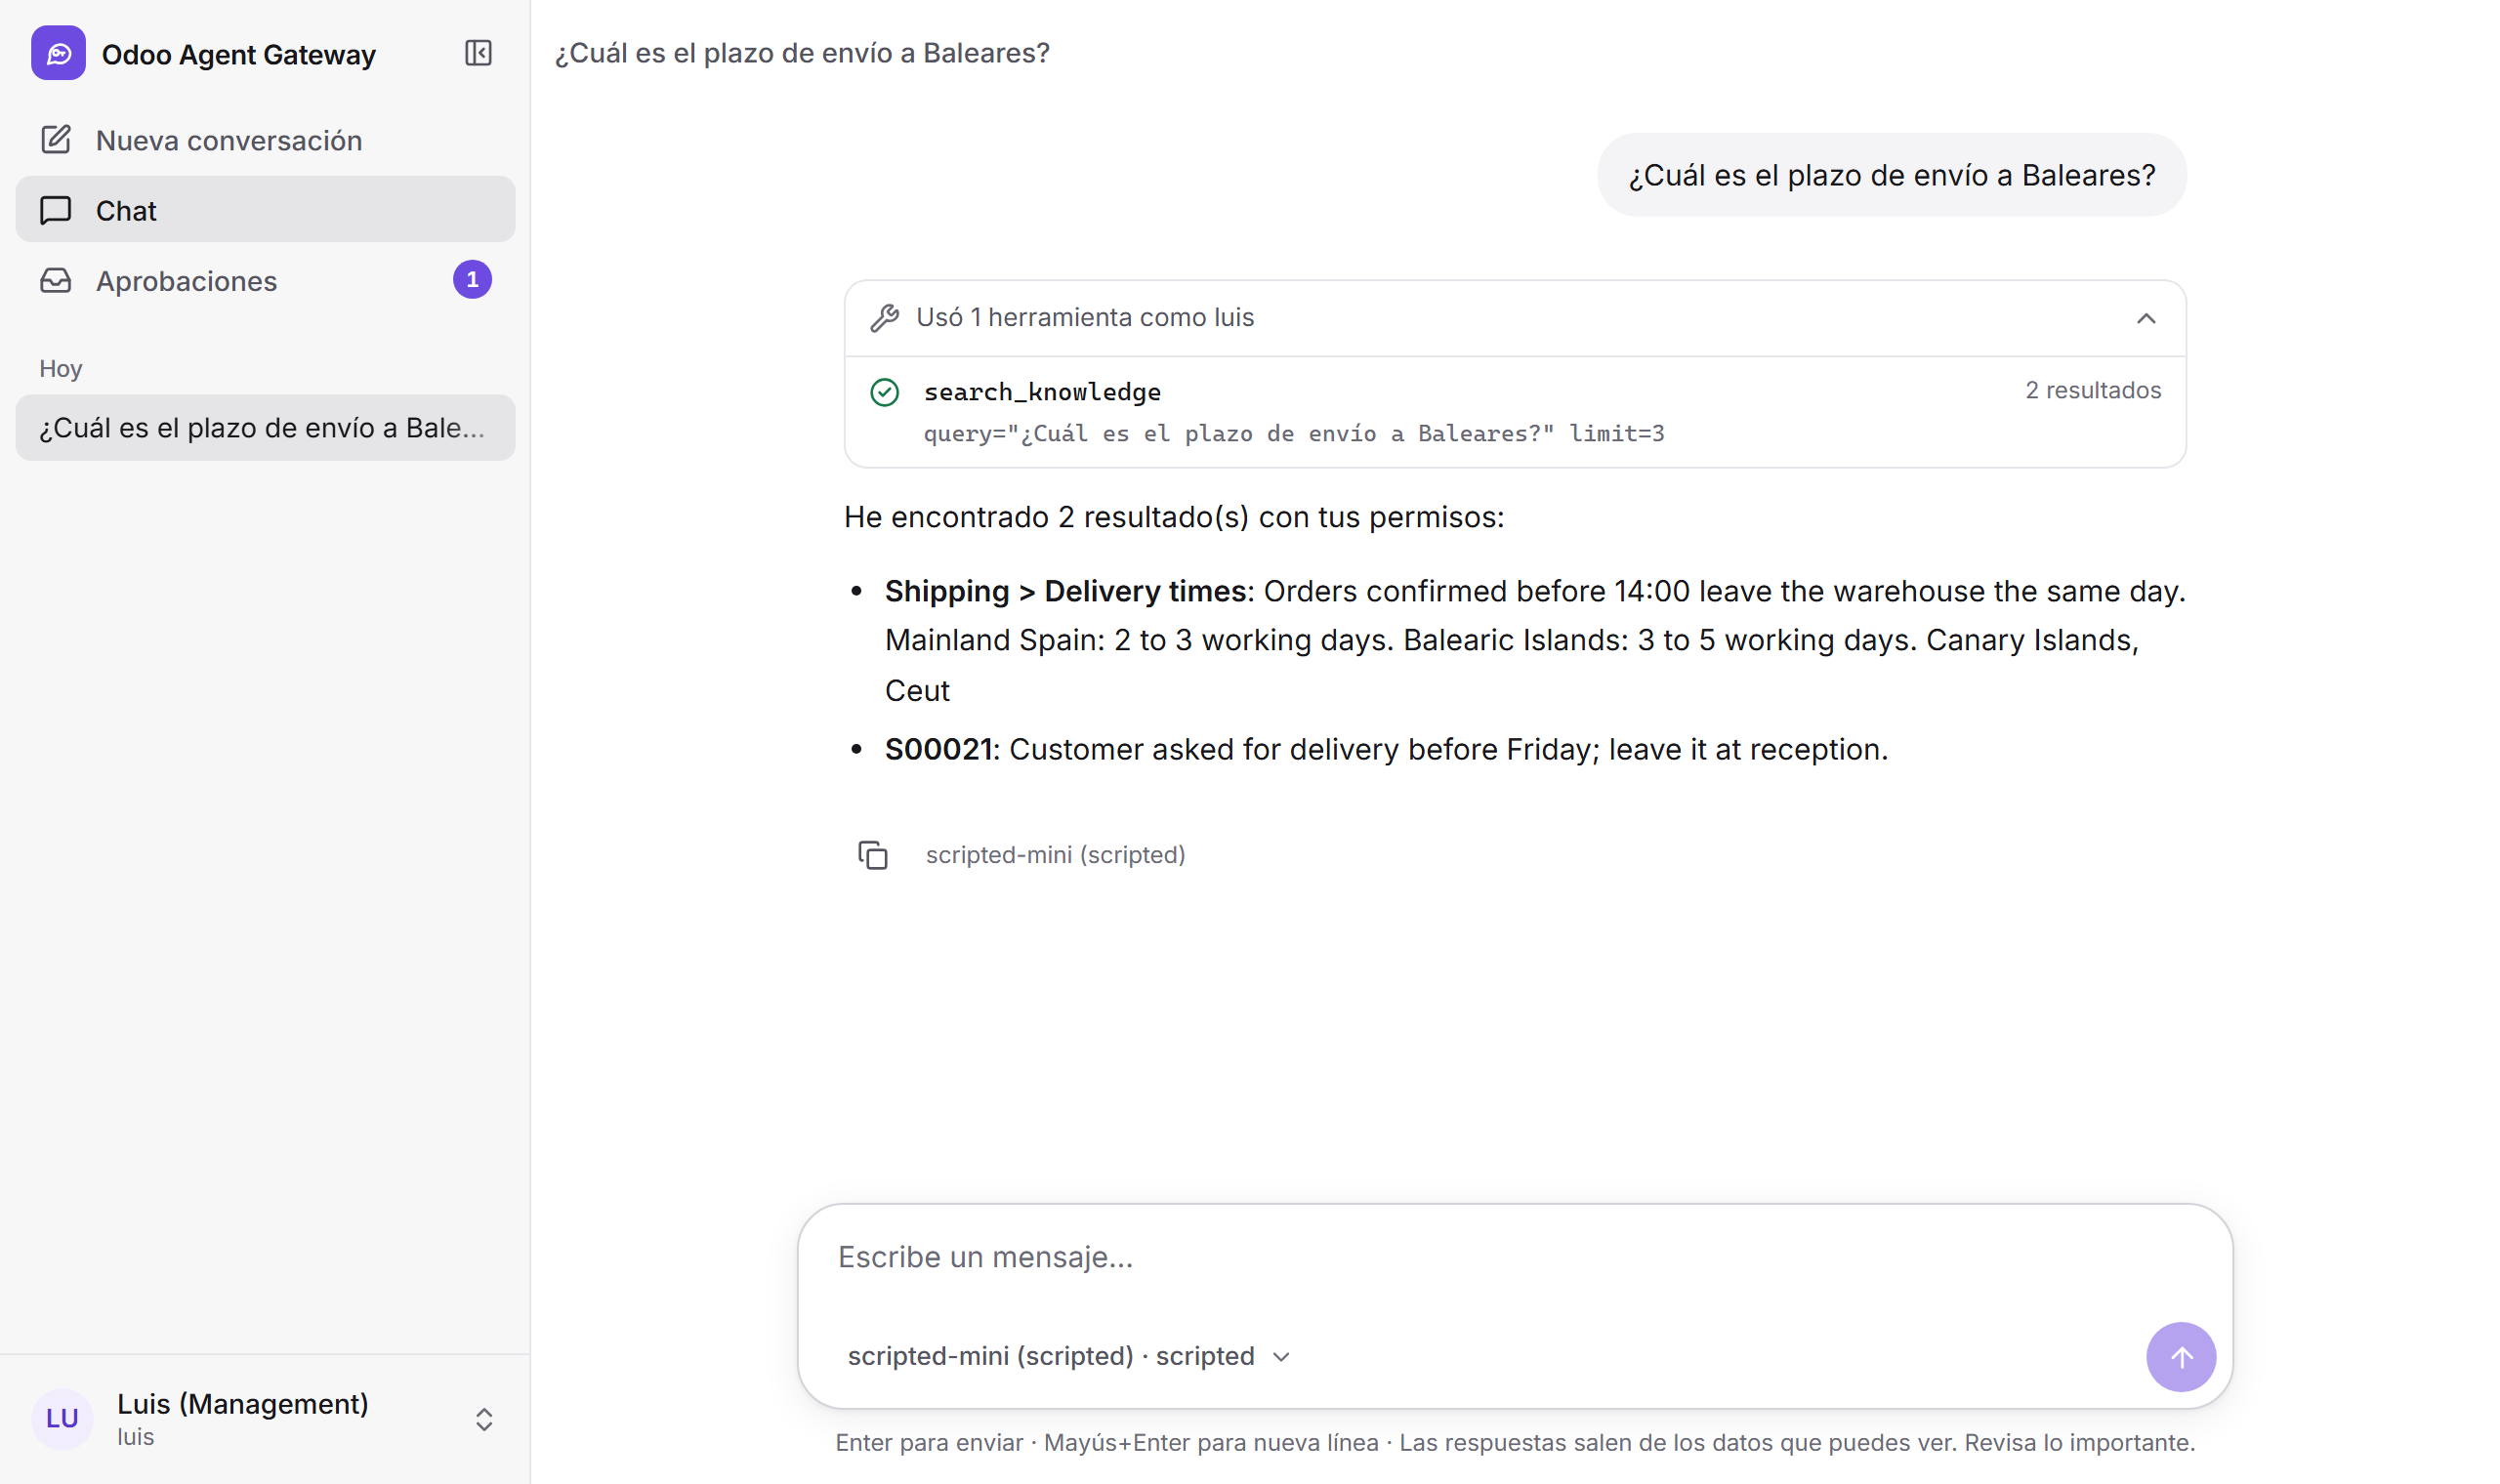 Odoo Agent Gateway
Nueva conversación
Chat
Aprobaciones
1
Hoy
¿Cuál es el plazo de envío a Bale...
Luis (Management)
LU
luis
¿Cuál es el plazo de envío a Baleares?
¿Cuál es el plazo de envío a Baleares?
Usó 1 herramienta como luis
search_knowledge
2 resultados
query="¿Cuál es el plazo de envío a Baleares?" limit=3
He encontrado 2 resultado(s) con tus permisos:
• Shipping > Delivery times: Orders confirmed before 14:00 leave the warehouse the same day.
Mainland Spain: 2 to 3 working days. Balearic Islands: 3 to 5 working days. Canary Islands,
Ceut
• S00021: Customer asked for delivery before Friday; leave it at reception.
scripted-mini (scripted)
Escribe un mensaje...
scripted-mini (scripted) · scripted
Enter para enviar · Mayús+Enter para nueva línea · Las respuestas salen de los datos que puedes ver. Revisa lo importante.